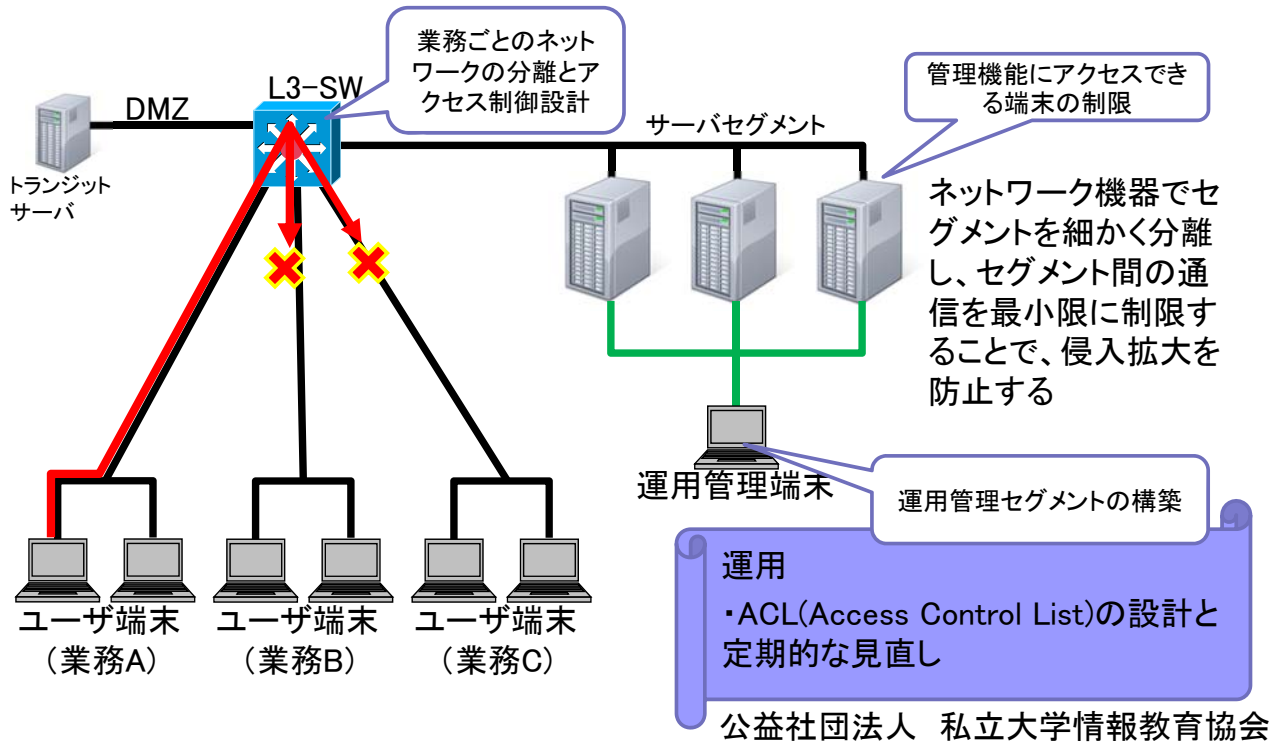 業務ごとのネット
ワークの分離とア
クセス制御設計
管理機能にアクセスでき
る端末の制限
L3-SW
DMZ
サーバセグメント
トランジット
サーバ
ネットワーク機器でセ
グメントを細かく分離
し、セグメント間の通
信を最小限に制限す
ることで、侵入拡大を
防止する
運用管理端末
運用管理セグメントの構築
ユーザ端末
（業務A）
ユーザ端末
（業務B）
ユーザ端末
（業務C）
運用
・ACL(Access Control List)の設計と
定期的な見直し
公益社団法人　私立大学情報教育協会